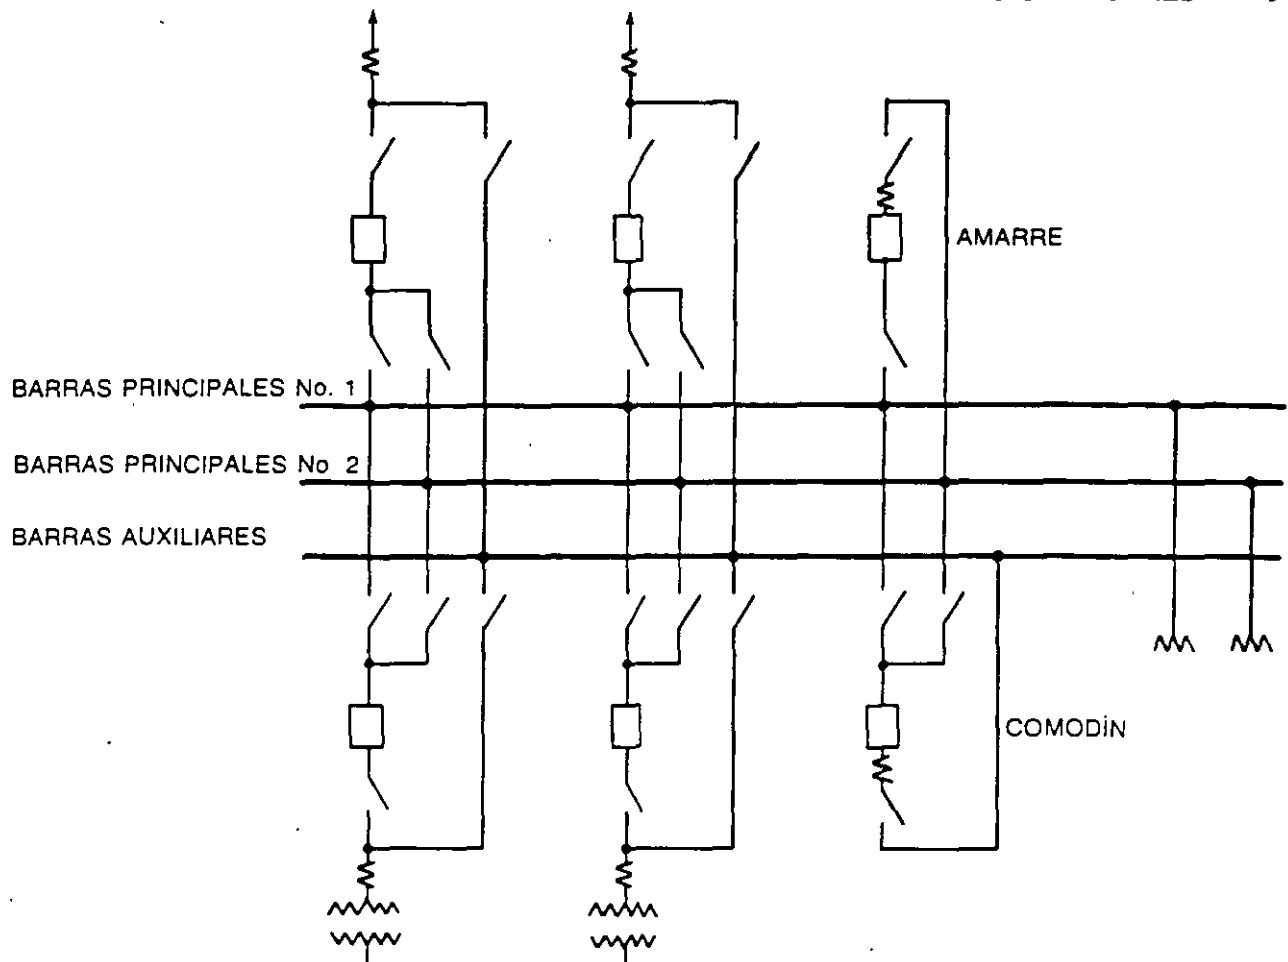 AMARRE
BARRAS PRINCIPALES No. 1
BARRAS PRINCIPALES No 2
BARRAS AUXILIARES
COMODÍN